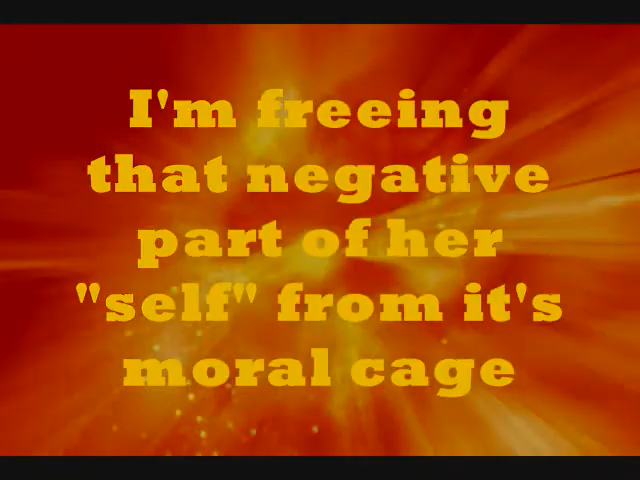 I'm freeing
that negative
part of her
"self" from it's
moral cage